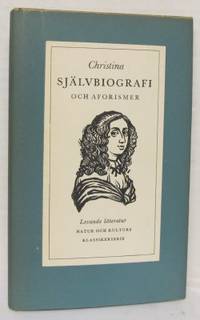 Christina
SJÄLVBIOGRAFI
OCH AFORISMER
Levande litteratur
NATUR OCH KULTURS
KLASSIKERSERIE